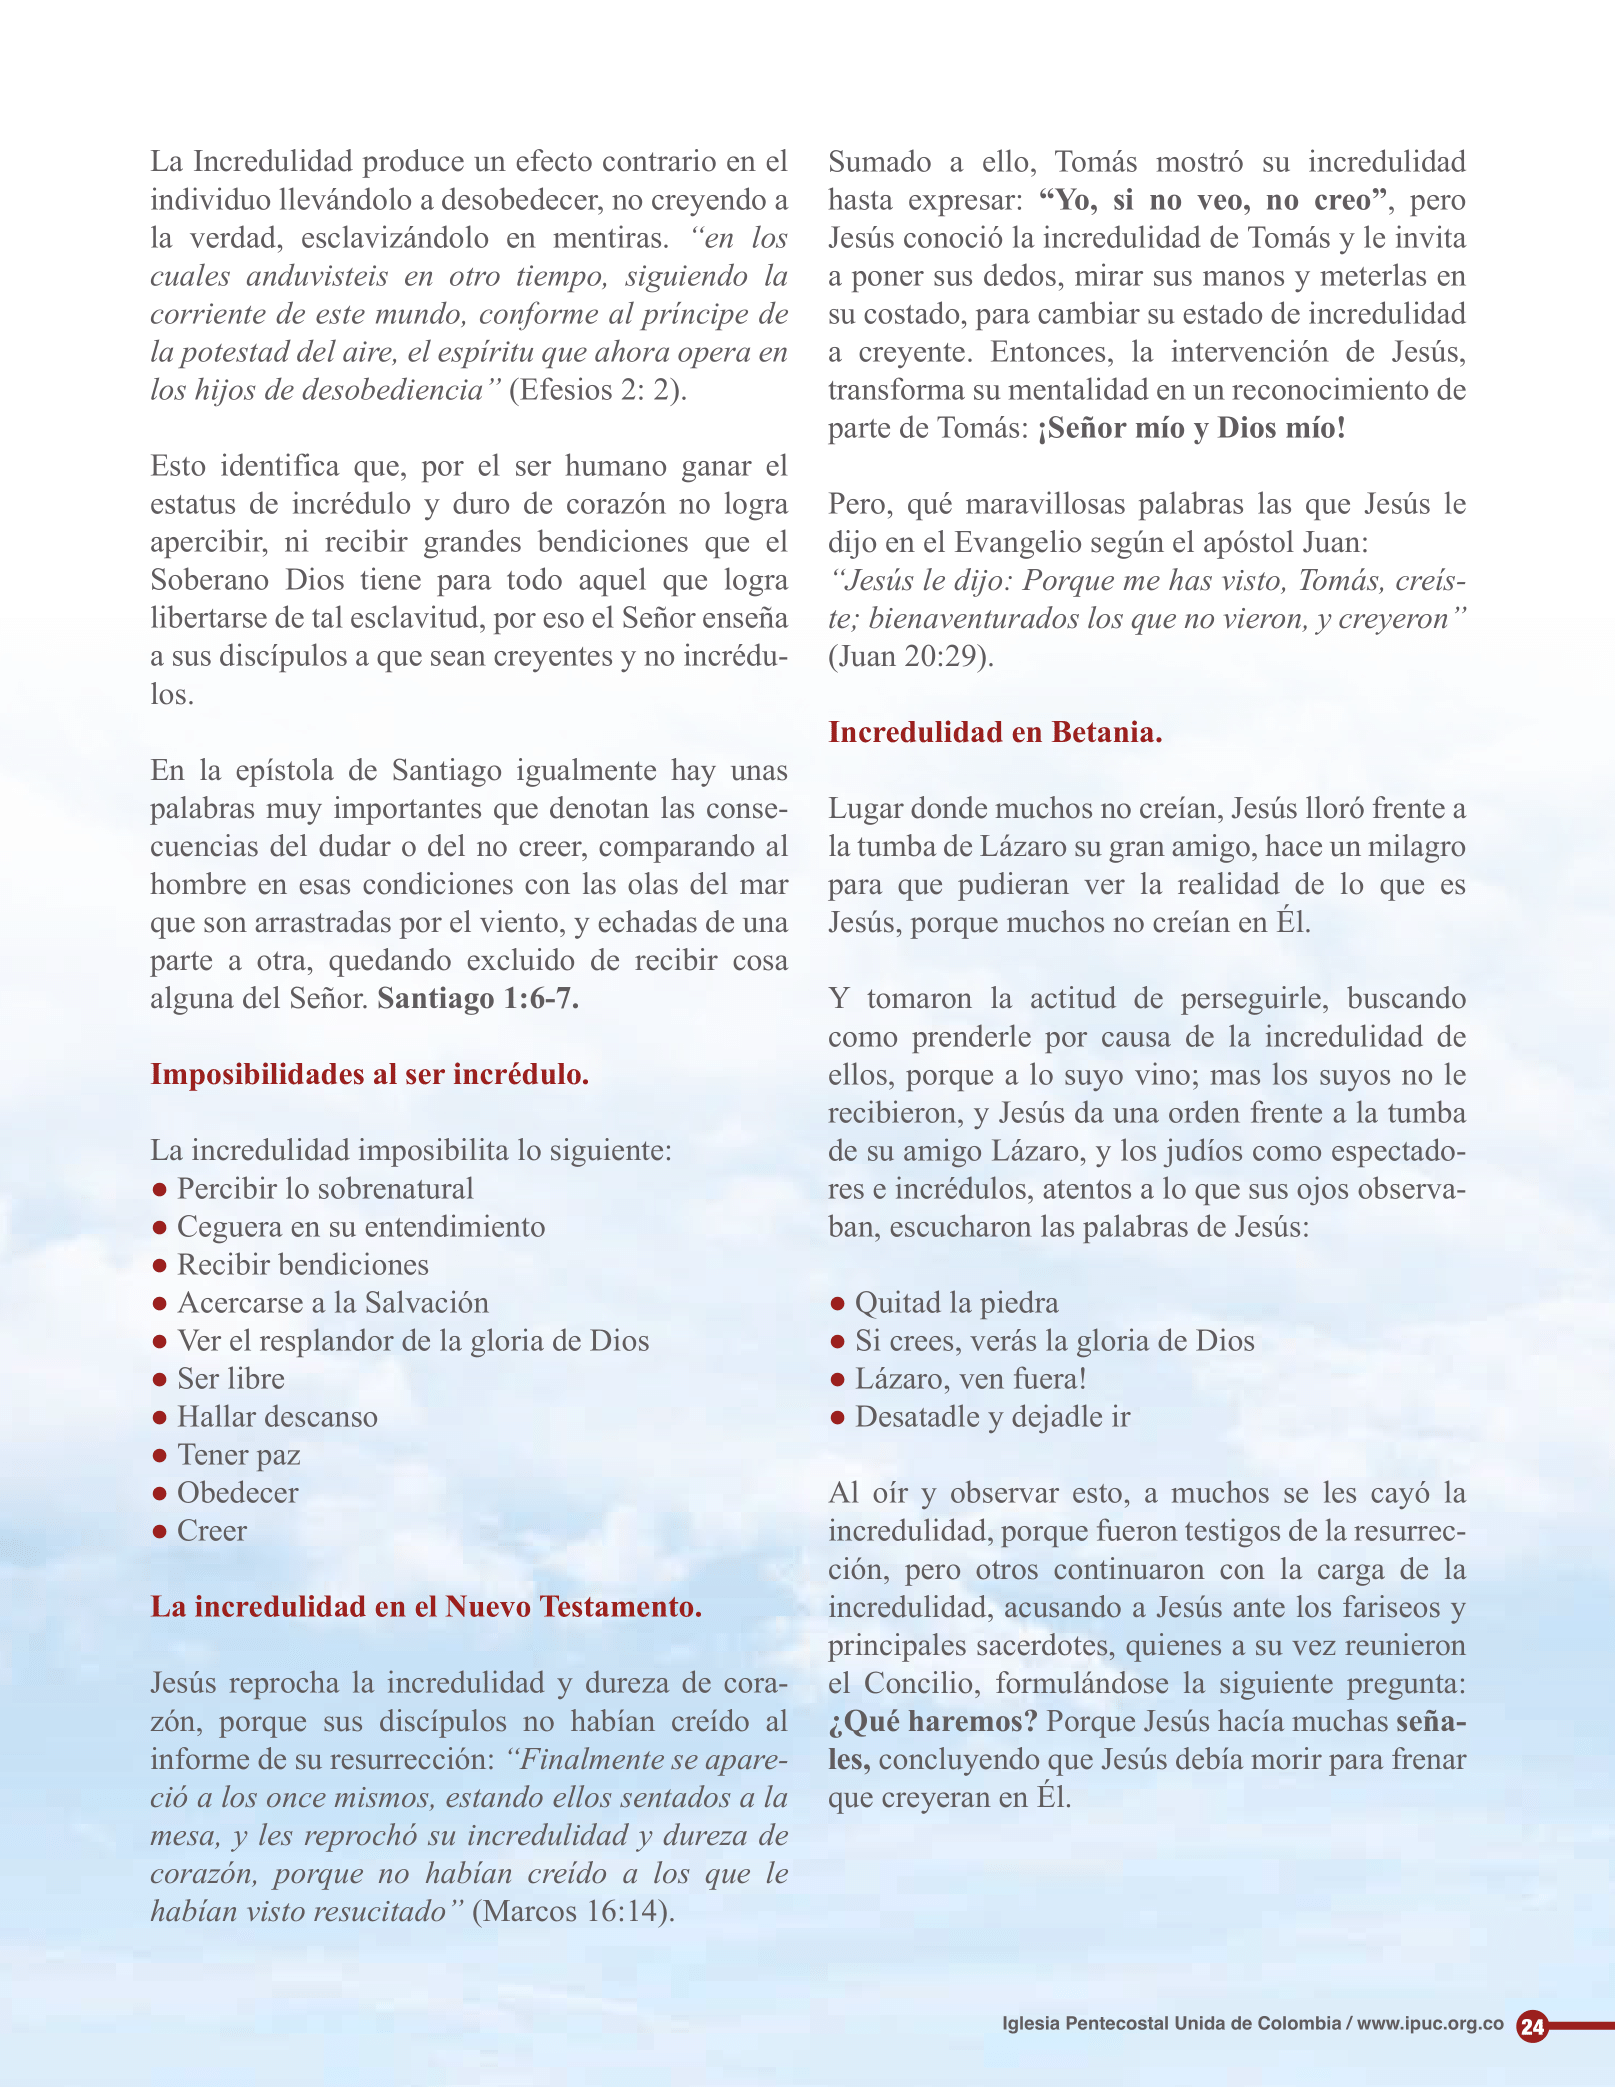 La Incredulidad produce un efecto contrario en el
individuo llevándolo a desobedecer, no creyendo a
la verdad, esclavizándolo en mentiras. “en los
cuales anduvisteis en otro tiempo, siguiendo la
corriente de este mundo, conforme al príncipe de
la potestad del aire, el espíritu que ahora opera en
los hijos de desobediencia” (Efesios 2: 2).
Esto identifica que, por el ser humano ganar el
estatus de incrédulo y duro de corazón no logra
apercibir, ni recibir grandes bendiciones que el
Soberano Dios tiene para todo aquel que logra
libertarse de tal esclavitud, por eso el Señor enseña
a sus discípulos a que sean creyentes y no incrédu-
los.
En la epístola de Santiago igualmente hay unas
palabras muy importantes que denotan las conse-
cuencias del dudar o del no creer, comparando al
hombre en esas condiciones con las olas del mar
que son arrastradas por el viento, y echadas de una
parte a otra, quedando excluido de recibir cosa
alguna del Señor. Santiago 1:6-7.
Imposibilidades al ser incrédulo.
La incredulidad imposibilita lo siguiente:
● Percibir lo sobrenatural
● Ceguera en su entendimiento
● Recibir bendiciones
● Acercarse a la Salvación
● Ver el resplandor de la gloria de Dios
● Ser libre
● Hallar descanso
● Tener paz
● Obedecer
● Creer
La incredulidad en el Nuevo Testamento.
Jesús reprocha la incredulidad y dureza de cora-
zón, porque sus discípulos no habían creído al
informe de su resurrección: “Finalmente se apare-
ció a los once mismos, estando ellos sentados a la
mesa, y les reprochó su incredulidad y dureza de
corazón, porque no habían creído a los que le
habían visto resucitado” (Marcos 16:14).
Sumado a ello, Tomás mostró su incredulidad
hasta expresar: “Yo, si no veo, no creo”, pero
Jesús conoció la incredulidad de Tomás y le invita
a poner sus dedos, mirar sus manos y meterlas en
su costado, para cambiar su estado de incredulidad
a creyente. Entonces, la intervención de Jesús,
transforma su mentalidad en un reconocimiento de
parte de Tomás: ¡Señor mío y Dios mío!
Pero, qué maravillosas palabras las que Jesús le
dijo en el Evangelio según el apóstol Juan:
“Jesús le dijo: Porque me has visto, Tomás, creís-
te; bienaventurados los que no vieron, y creyeron”
(Juan 20:29).
Incredulidad en Betania.
Lugar donde muchos no creían, Jesús lloró frente a
la tumba de Lázaro su gran amigo, hace un milagro
para que pudieran ver la realidad de lo que es
Jesús, porque muchos no creían en Él.
Y tomaron la actitud de perseguirle, buscando
como prenderle por causa de la incredulidad de
ellos, porque a lo suyo vino; mas los suyos no le
recibieron, y Jesús da una orden frente a la tumba
de su amigo Lázaro, y los judíos como espectado-
res e incrédulos, atentos a lo que sus ojos observa-
ban, escucharon las palabras de Jesús:
● Quitad la piedra
● Si crees, verás la gloria de Dios
● Lázaro, ven fuera!
● Desatadle y dejadle ir
Al oír y observar esto, a muchos se les cayó la
incredulidad, porque fueron testigos de la resurrec-
ción, pero otros continuaron con la carga de la
incredulidad, acusando a Jesús ante los fariseos y
principales sacerdotes, quienes a su vez reunieron
el Concilio, formulándose la siguiente pregunta:
¿Qué haremos? Porque Jesús hacía muchas seña-
les, concluyendo que Jesús debía morir para frenar
que creyeran en Él.
Iglesia Pentecostal Unida de Colombia / www.ipuc.org.co 24